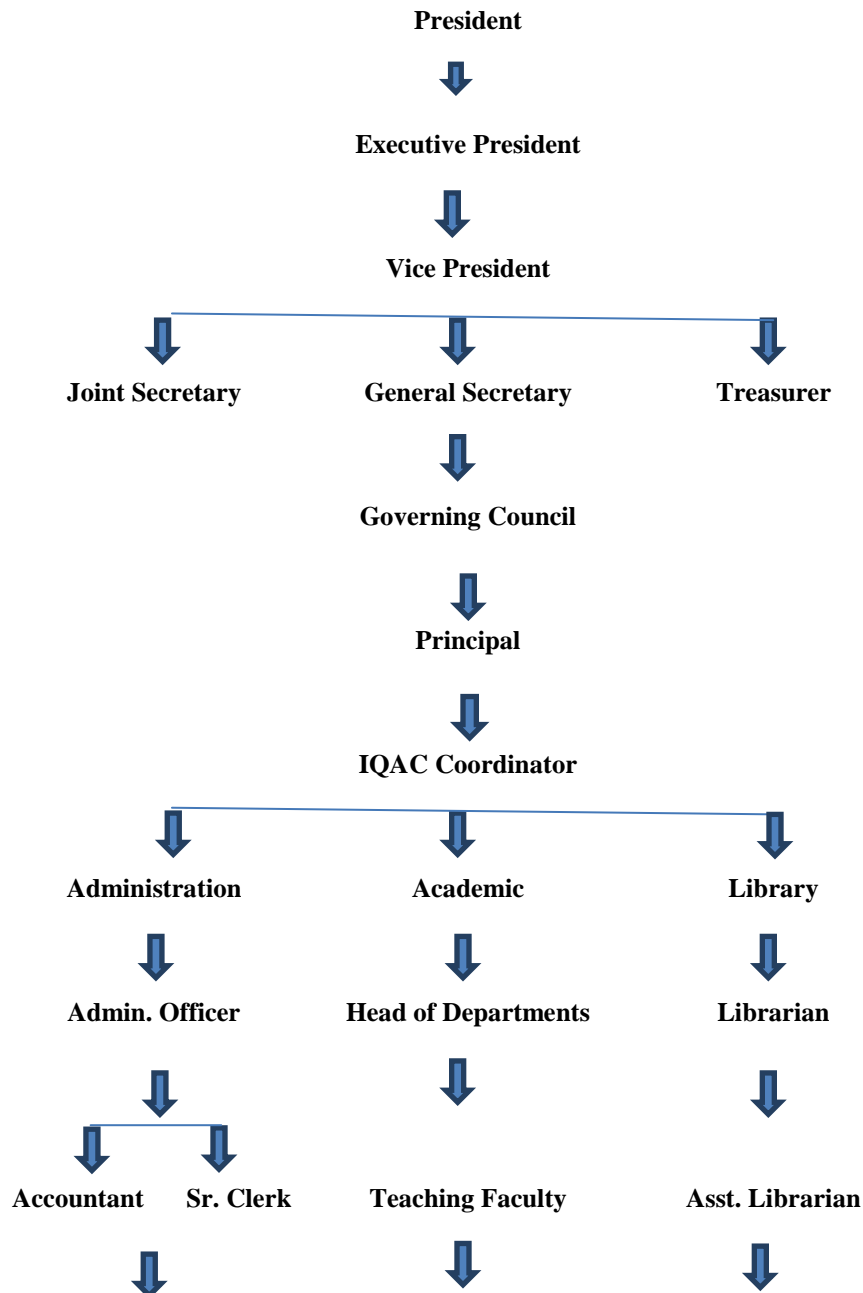 President
Executive President
Vice President
Joint Secretary General Secretary Treasurer
Governing Council
Principal
IQAC Coordinator
Administration Academic Library
Admin. Officer Head of Departments Librarian
Accountant Sr. Clerk Teaching Faculty Asst. Librarian